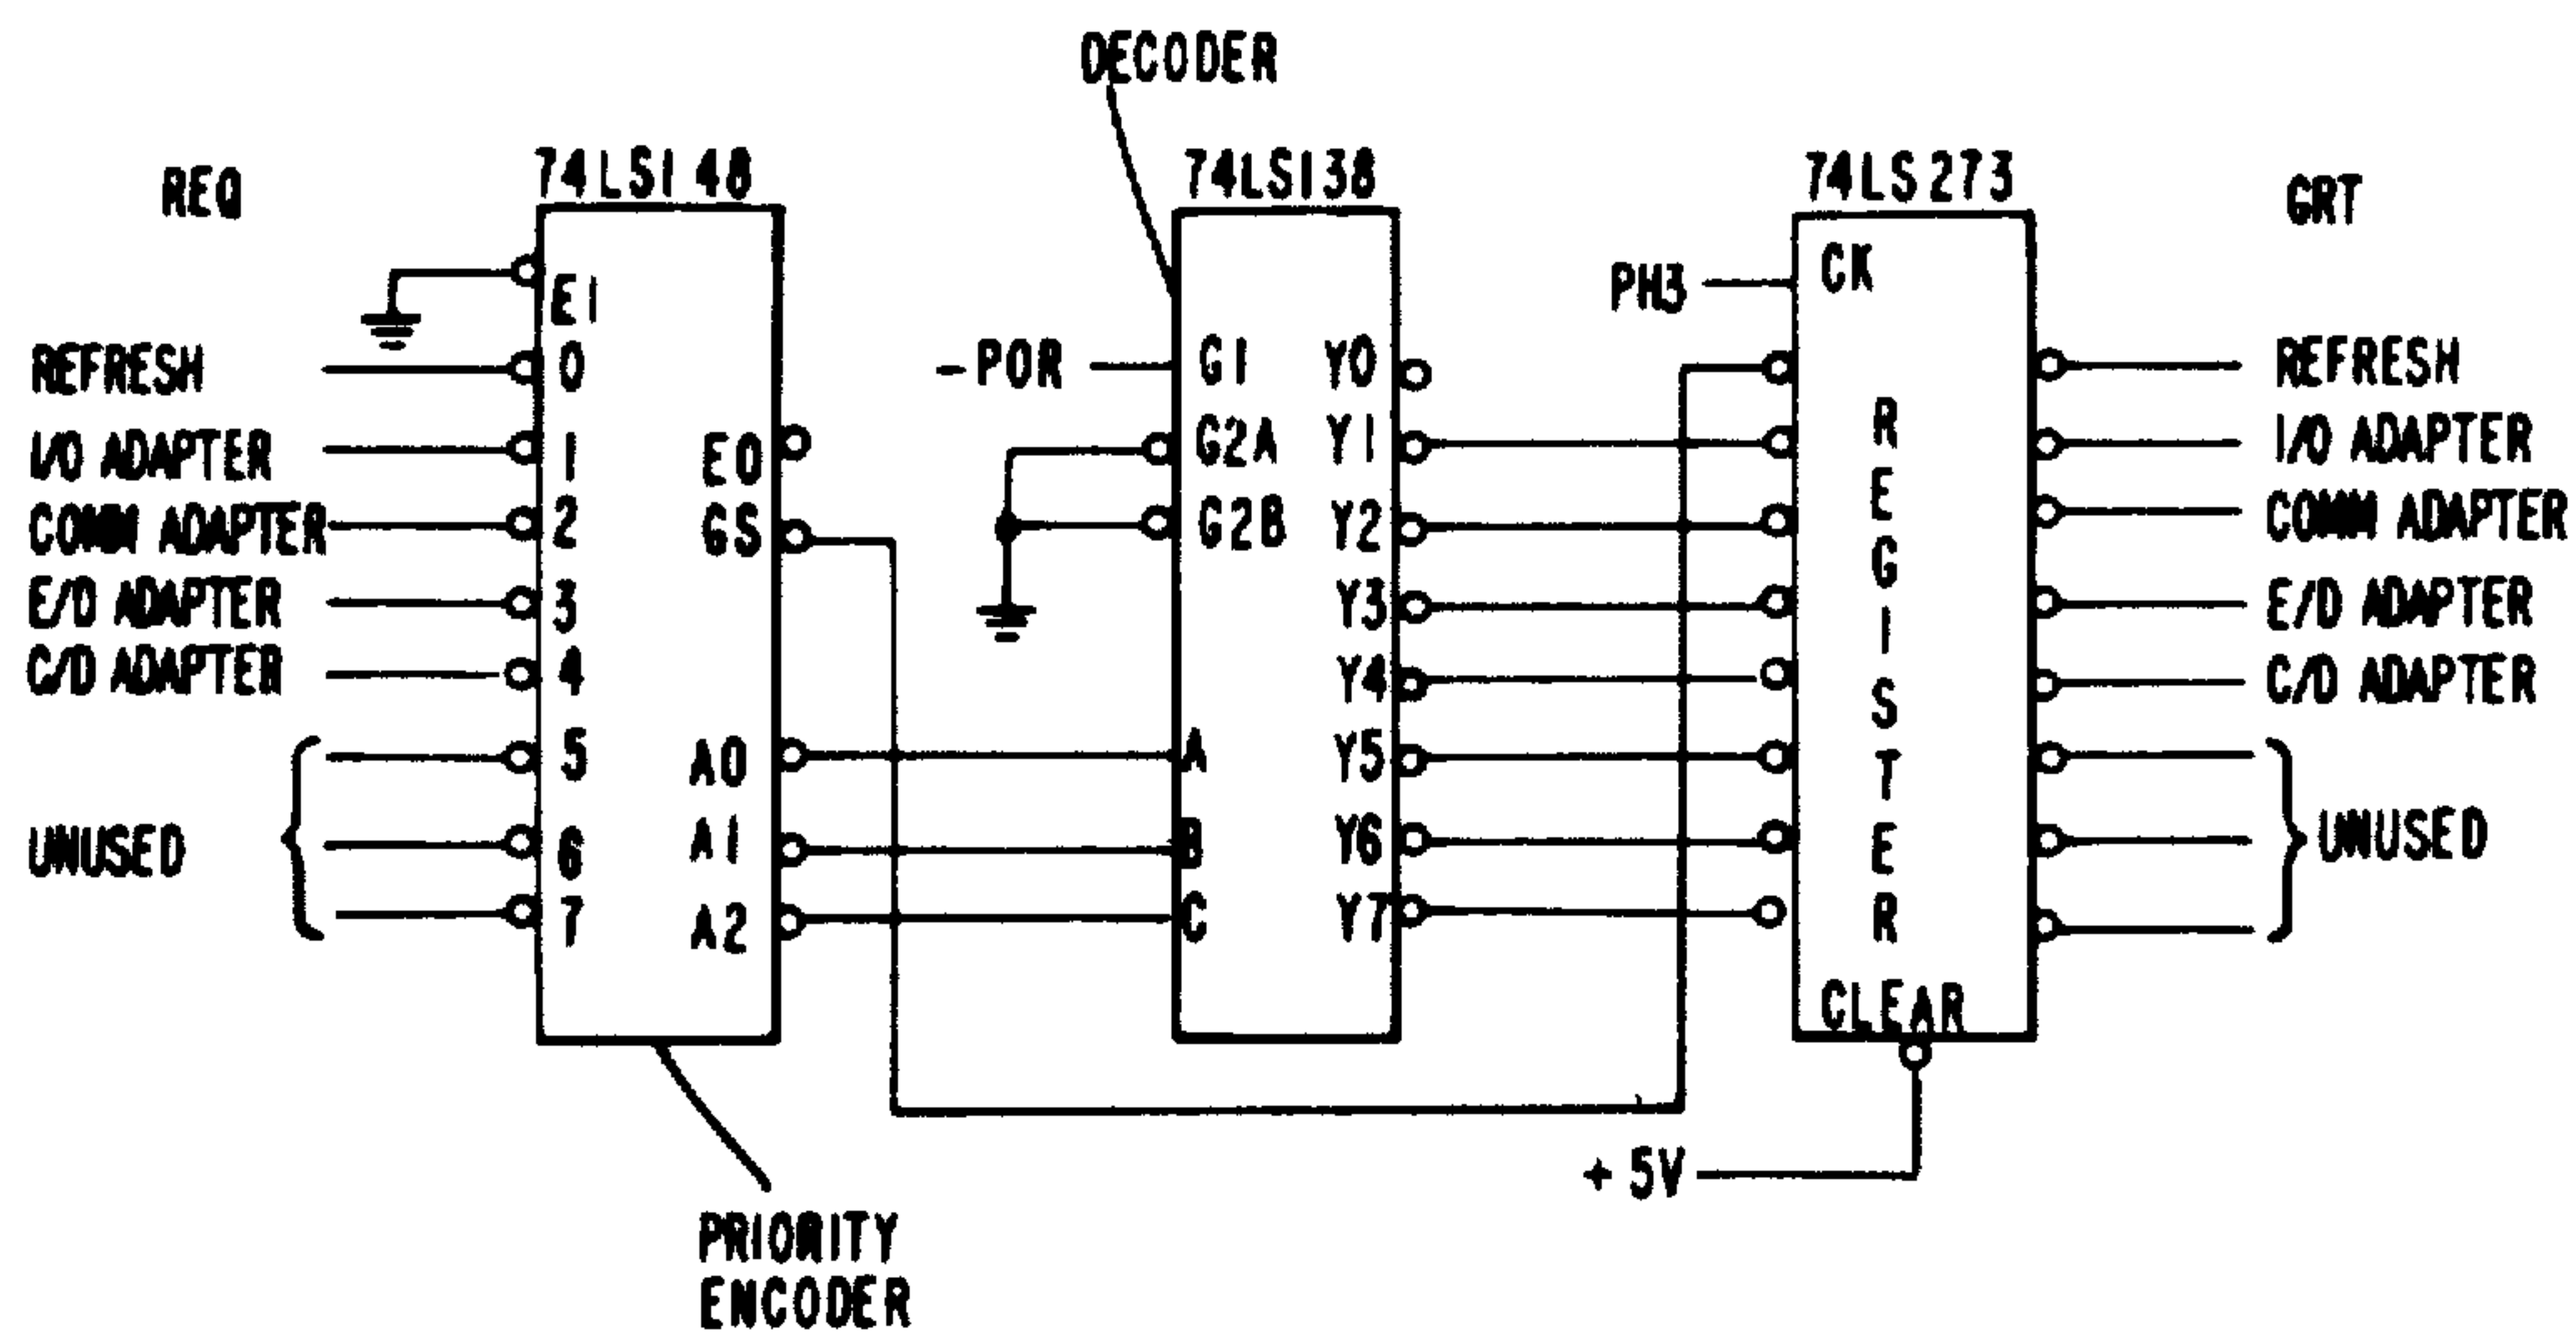 DECODER
REQ
74LS148
74LS138
74LS273
GRT
E1
CK
PH3
REFRESH
0
-POR
G1
Y0
REFRESH
I/O ADAPTER
1
E0
G2A
Y1
I/O ADAPTER
COMM ADAPTER
2
GS
G2B
Y2
COMM ADAPTER
E/D ADAPTER
3
Y3
E/D ADAPTER
C/D ADAPTER
4
Y4
C/D ADAPTER
5
A0
A
Y5
UNUSED
6
A1
B
Y6
UNUSED
7
A2
C
Y7
REGISTER
CLEAR
+5V
PRIORITY
ENCODER